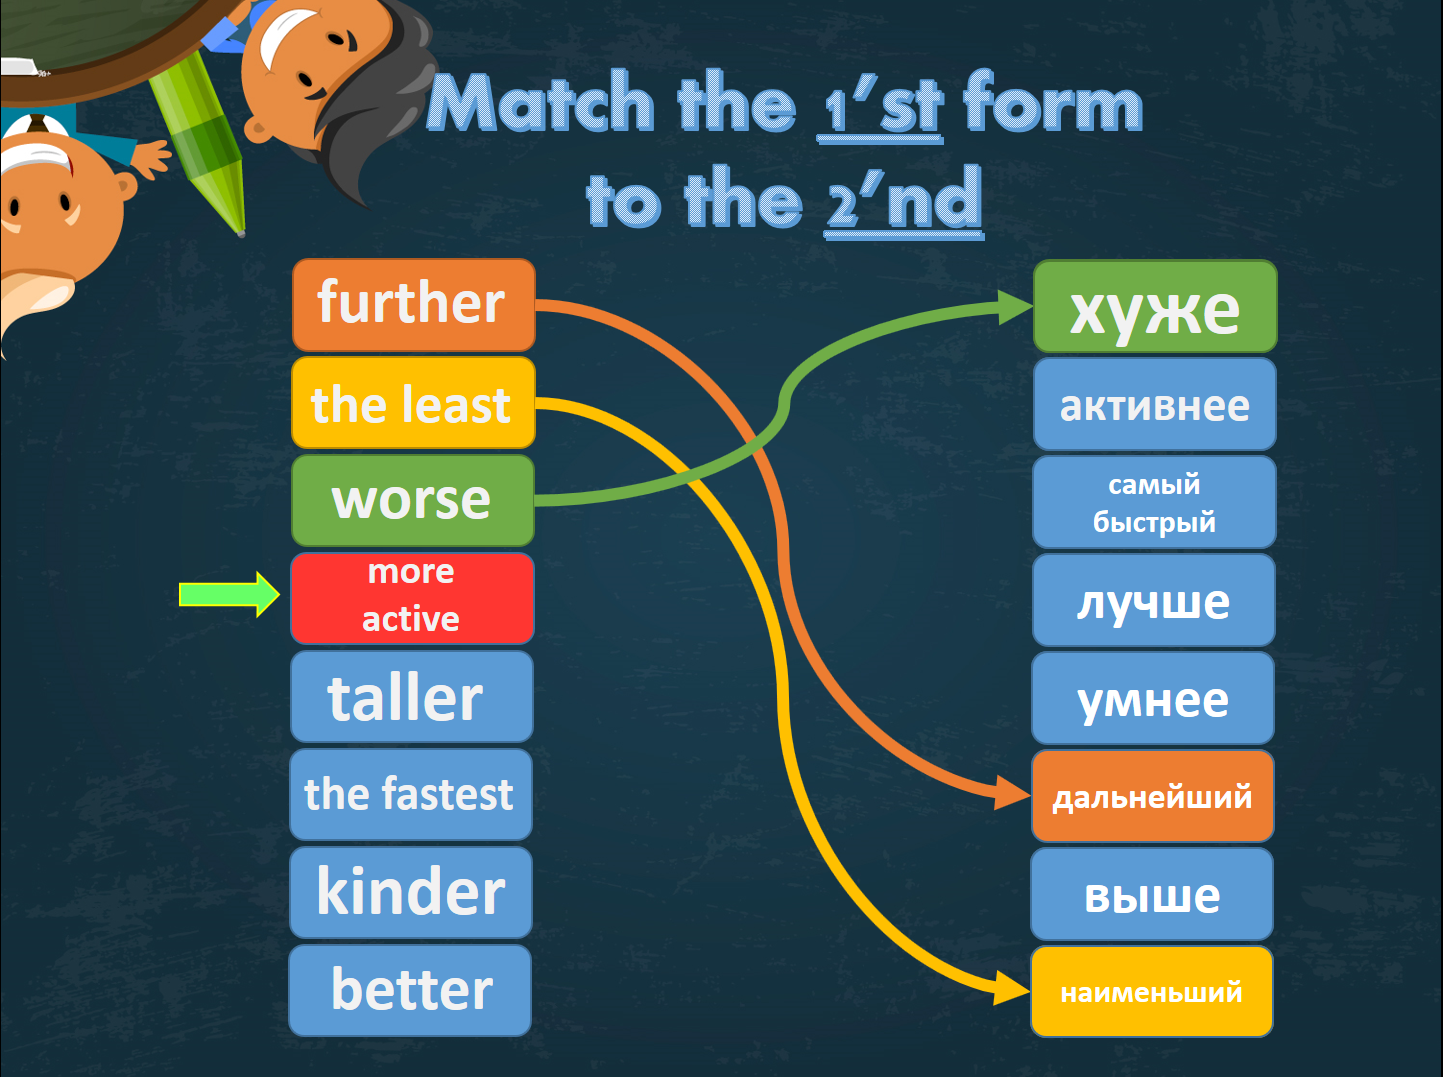 Match the 1'st form
to the 2'nd
further
the least
worse
more
active
taller
the fastest
kinder
better
хуже
активнее
самый
быстрый
лучше
умнее
дальнейший
выше
наименьший